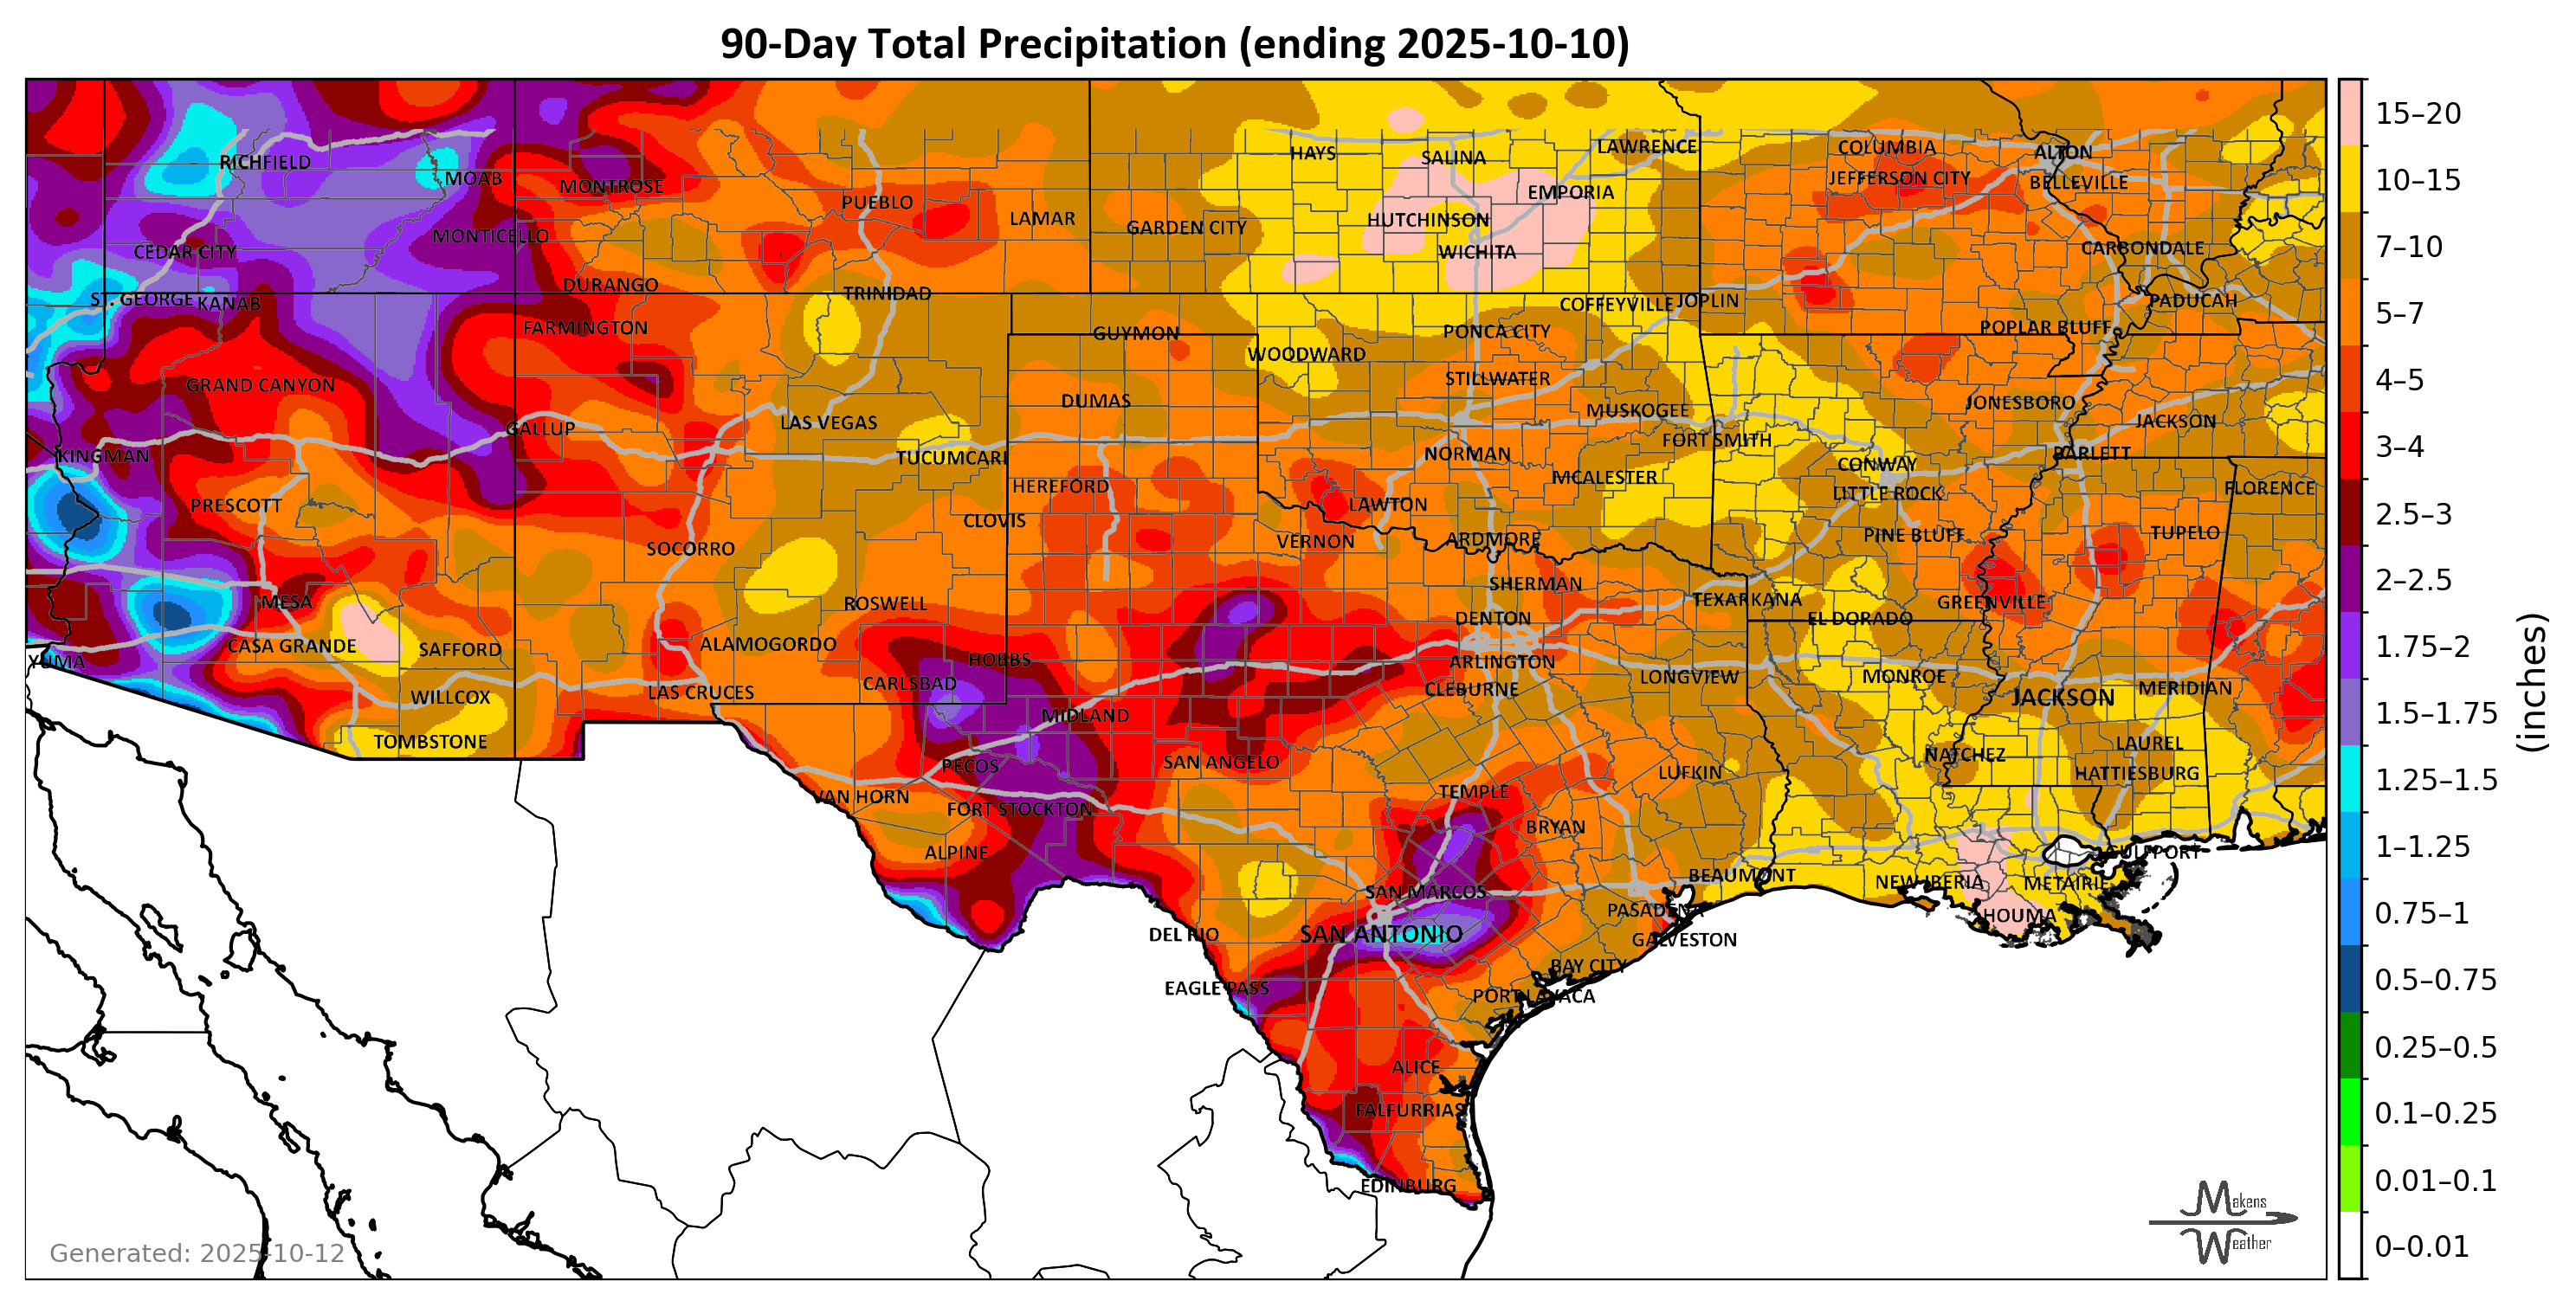 90-Day Total Precipitation (ending 2025-10-10)
RICHFIELD
MOAB
MONTROSE
PUEBLO
LAMAR
GARDEN CITY
HAYS
SALINA
LAWRENCE
EMPORIA
HUTCHINSON
WICHITA
COLUMBIA
JEFFERSON CITY
ALTON
BELLEVILLE
CEDAR CITY
MONTICELLO
CARBONDALE
ST. GEORGE
KANAB
DURANGO
TRINIDAD
COFFEYVILLE
JOPLIN
PADUCAH
FARMINGTON
GUYMON
PONCA CITY
POPLAR BLUFF
WOODWARD
GRAND CANYON
DUMAS
STILLWATER
MUSKOGEE
JONESBORO
JACKSON
GALLUP
LAS VEGAS
TUCUMCARI
NORMAN
FORT SMITH
BARLETT
KINGMAN
CONWAY
HEREFORD
MCALESTER
LITTLE ROCK
FLORENCE
PRESCOTT
CLOVIS
LAWTON
SOCORRO
VERNON
ARDMORE
PINE BLUFF
TUPELO
MESA
ROSWELL
SHERMAN
TEXARKANA
GREENVILLE
DENTON
EL DORADO
CASA GRANDE
SAFFORD
ALAMOGORDO
HOBBS
ARLINGTON
YUMA
CARLSBAD
CLEBURNE
LONGVIEW
MONROE
JACKSON
MERIDIAN
WILLCOX
LAS CRUCES
MIDLAND
TOMBSTONE
PECOS
SAN ANGELO
LUFKIN
NATCHEZ
LAUREL
HATTIESBURG
VAN HORN
FORT STOCKTON
TEMPLE
BRYAN
ALPINE
GULFPORT
SAN MARCOS
BEAUMONT
NEW IBERIA
METAIRIE
PASADENA
HOUMA
DEL RIO
SAN ANTONIO
GALVESTON
BAY CITY
EAGLE PASS
PORT LAVACA
ALICE
FALFURRIAS
EDINBURG
15–20
10–15
7–10
5–7
4–5
3–4
2.5–3
2–2.5
1.75–2
1.5–1.75
1.25–1.5
1–1.25
0.75–1
0.5–0.75
0.25–0.5
0.1–0.25
0.01–0.1
0–0.01
(inches)
Generated: 2025-10-12
Makens
Weather